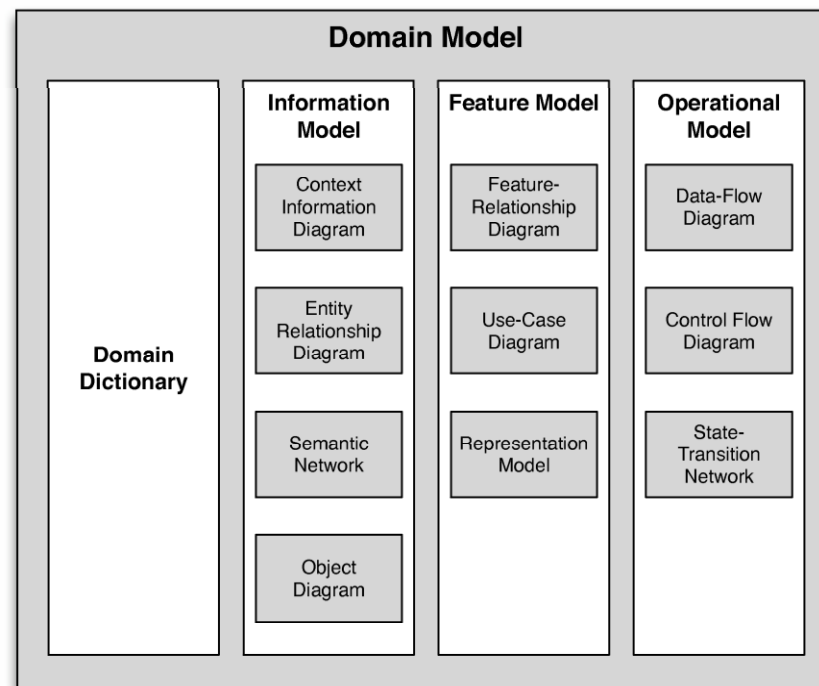 Domain Model
Domain
Dictionary
Information
Model
Context
Information
Diagram
Entity
Relationship
Diagram
Semantic
Network
Object
Diagram
Feature Model
Feature-
Relationship
Diagram
Use-Case
Diagram
Representation
Model
Operational
Model
Data-Flow
Diagram
Control Flow
Diagram
State-
Transition
Network